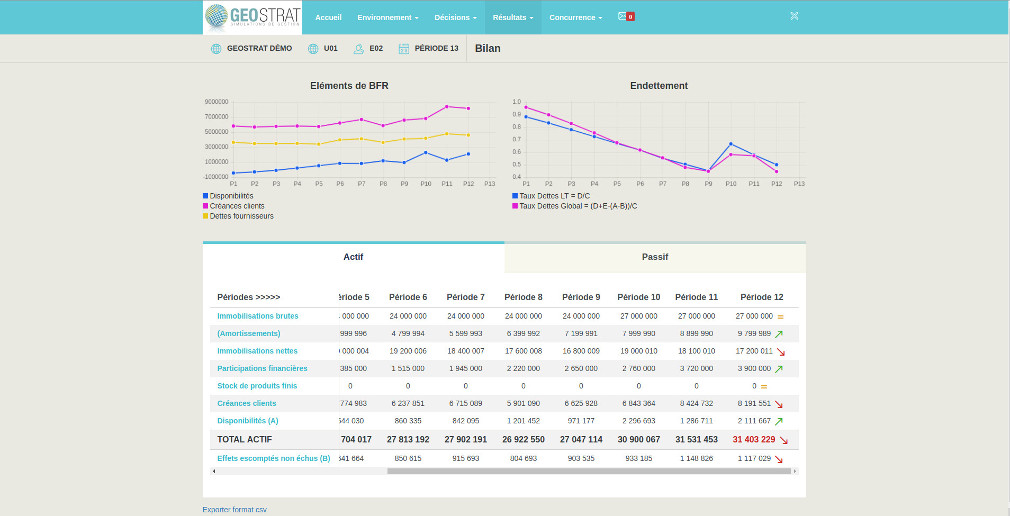 GEOSTRAT
SIMULATIONS DE GESTION
Accueil Environnement Décisions Résultats Concurrence 0
GEOSTRAT DÉMO U01 E02 PÉRIODE 13 Bilan
Eléments de BFR
9000000
7000000
5000000
3000000
1000000
-1000000
P1 P2 P3 P4 P5 P6 P7 P8 P9 P10 P11 P12 P13
Disponibilités
Créances clients
Dettes fournisseurs
Endettement
1.0
0.9
0.8
0.7
0.6
0.5
0.4
P1 P2 P3 P4 P5 P6 P7 P8 P9 P10 P11 P12 P13
Taux Dettes LT = D/C
Taux Dettes Global = (D+E-(A-B))/C
Actif Passif
Périodes >>>>> ériode 5 Période 6 Période 7 Période 8 Période 9 Période 10 Période 11 Période 12
Immobilisations brutes 000 000 24 000 000 24 000 000 24 000 000 24 000 000 27 000 000 27 000 000 27 000 000 =
(Amortissements) 999 996 4 799 994 5 599 993 6 399 992 7 199 991 7 999 990 8 899 990 9 799 989
Immobilisations nettes 000 004 19 200 006 18 400 007 17 600 008 16 800 009 19 000 010 18 100 010 17 200 011
Participations financières 385 000 1 515 000 1 945 000 2 220 000 2 650 000 2 760 000 3 720 000 3 900 000
Stock de produits finis 0 0 0 0 0 0 0 0 =
Créances clients 774 983 6 237 851 6 715 089 5 901 090 6 625 928 6 843 364 8 424 732 8 191 551
Disponibilités (A) 544 030 860 335 842 095 1 201 452 971 177 2 296 693 1 286 711 2 111 667
TOTAL ACTIF 704 017 27 813 192 27 902 191 26 922 550 27 047 114 30 900 067 31 531 453 31 403 229
Effets escomptés non échus (B) 341 664 850 615 915 693 804 693 903 535 933 185 1 148 826 1 117 029
Exporter format csv